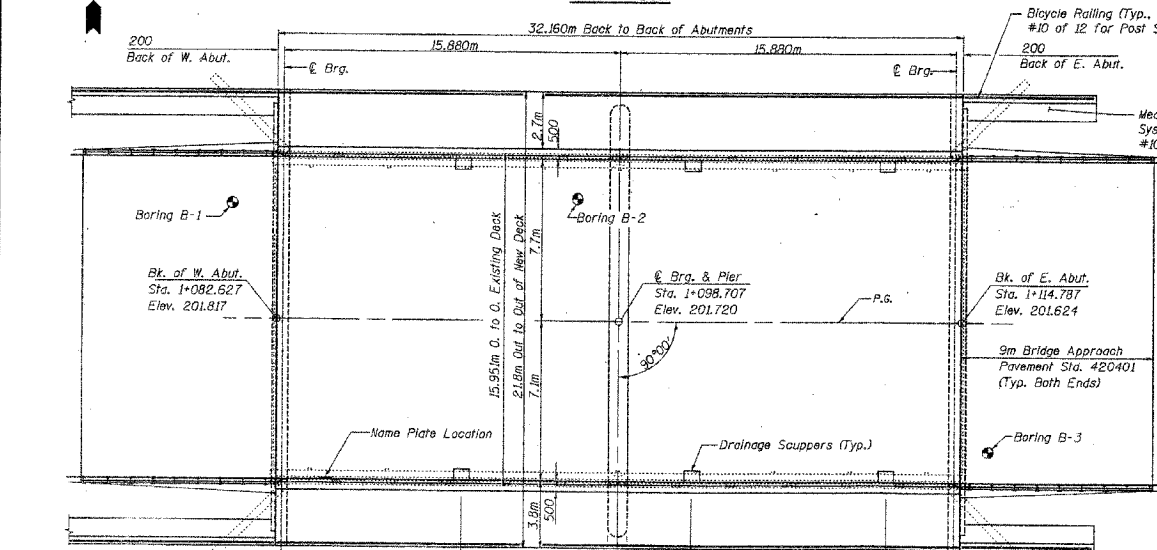 32.160m Back to Back of Abutments
Bicycle Railing (Typ.,
#10 of 12 for Post S
200
Back of W. Abut.
15.880m
15.880m
200
Back of E. Abut.
℄ Brg.
℄ Brg.
2.7m
500
Sys
#10
Boring B-1
Boring B-2
7.7m
15.951m O. to O. Existing Deck
21.8m Out to Out of New Deck
Bk. of W. Abut.
Sta. 1+082.627
Elev. 201.817
℄ Brg. & Pier
Sta. 1+098.707
Elev. 201.720
P.G.
Bk. of E. Abut.
Sta. 1+114.787
Elev. 201.624
90°00'
7.1m
9m Bridge Approach
Pavement Std. 420401
(Typ. Both Ends)
Name Plate Location
Drainage Scuppers (Typ.)
Boring B-3
3.8m
500